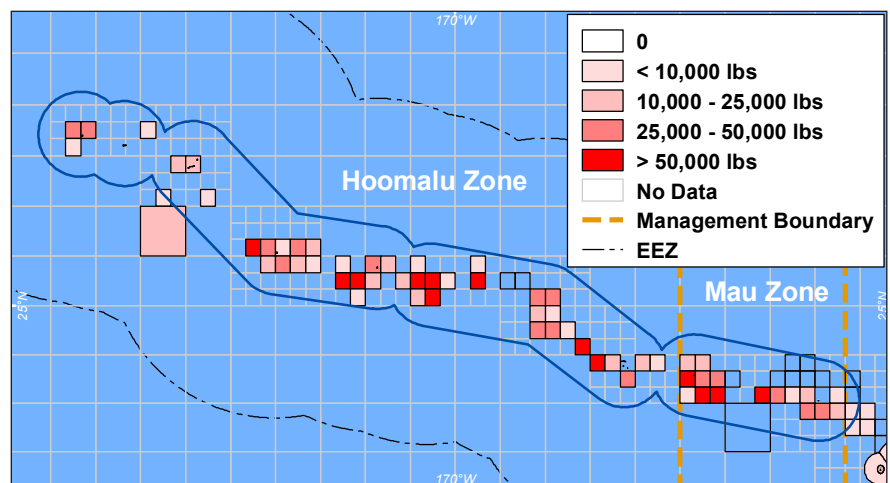 170°W
0
< 10,000 lbs
10,000 - 25,000 lbs
25,000 - 50,000 lbs
> 50,000 lbs
No Data
Management Boundary
EEZ
Hoomalu Zone
Mau Zone
25°N
25°N
170°W